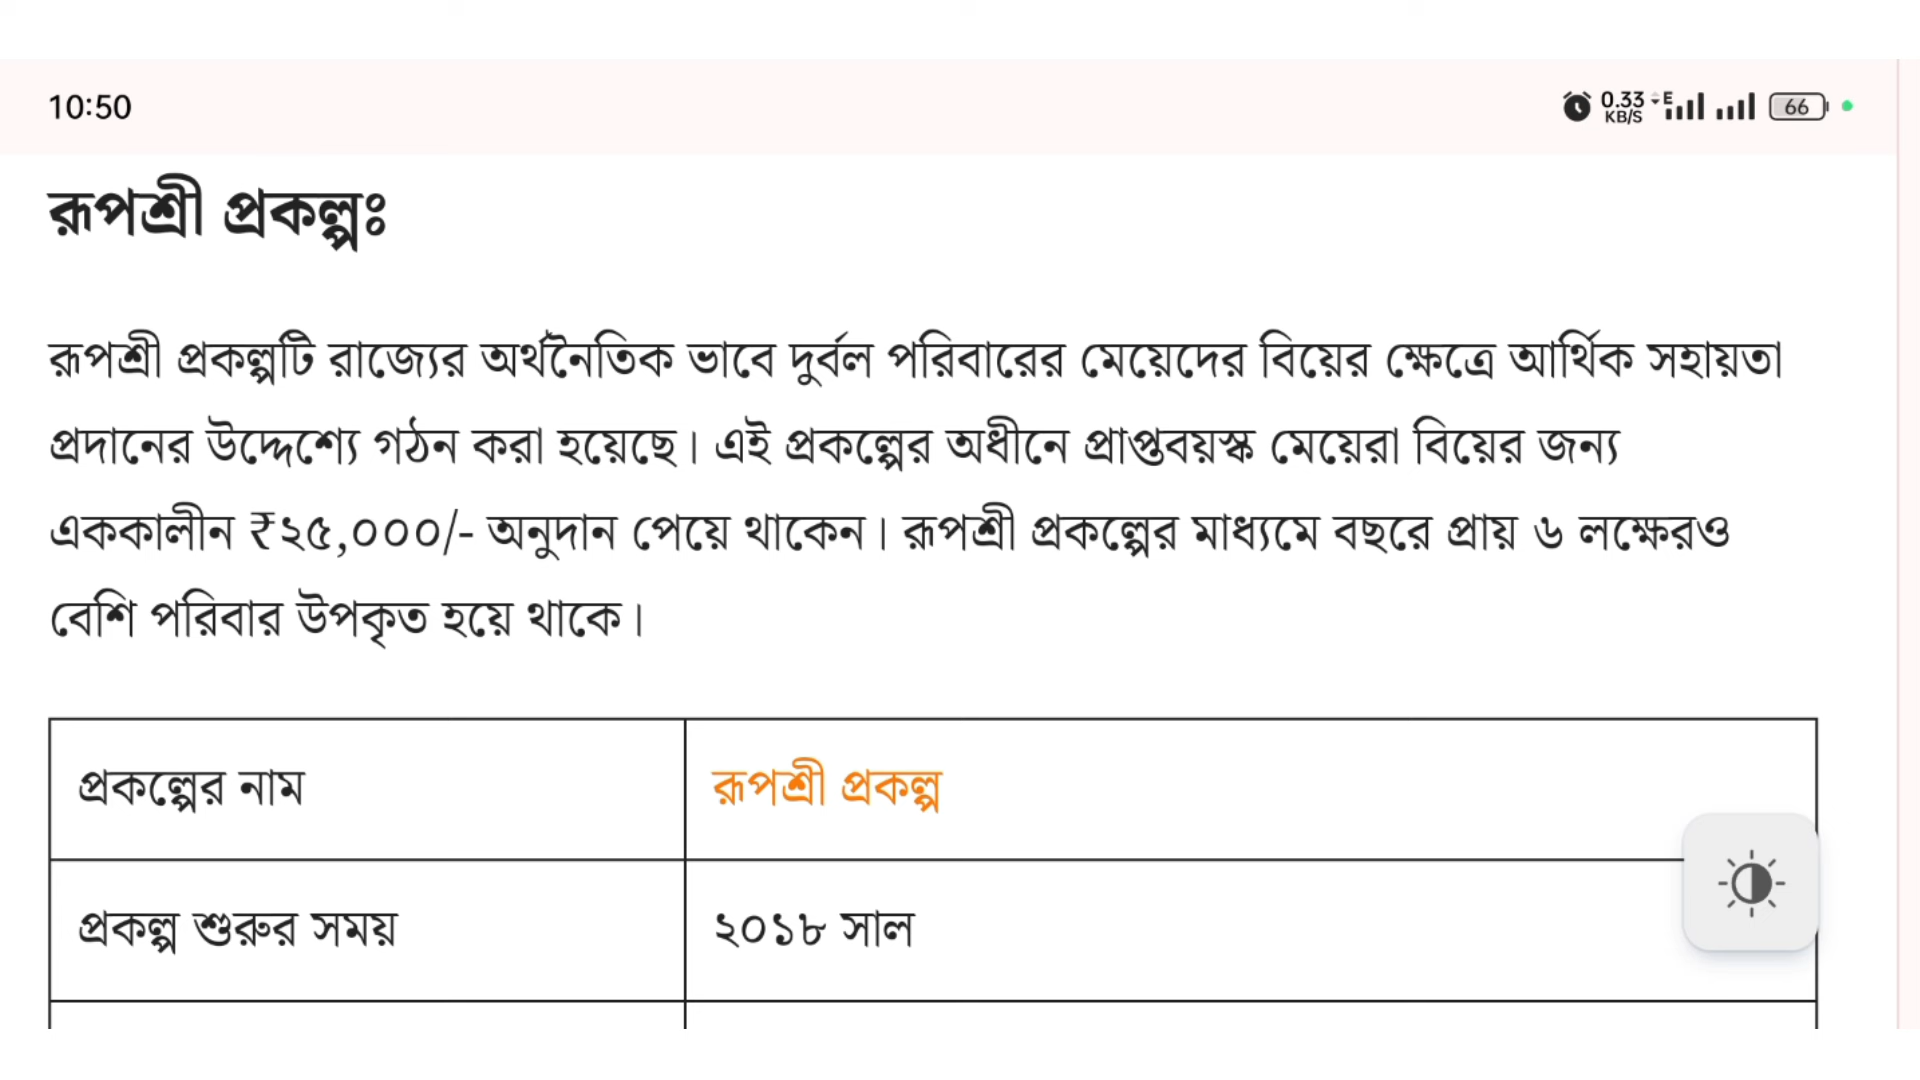 10:50
0.33 KB/S E 66
রূপশ্রী প্রকল্পঃ
রূপশ্রী প্রকল্পটি রাজ্যের অর্থনৈতিক ভাবে দুর্বল পরিবারের মেয়েদের বিয়ের ক্ষেত্রে আর্থিক সহায়তা
প্রদানের উদ্দেশ্যে গঠন করা হয়েছে। এই প্রকল্পের অধীনে প্রাপ্তবয়স্ক মেয়েরা বিয়ের জন্য
এককালীন ₹২৫,০০০/- অনুদান পেয়ে থাকেন। রূপশ্রী প্রকল্পের মাধ্যমে বছরে প্রায় ৬ লক্ষেরও
বেশি পরিবার উপকৃত হয়ে থাকে।
প্রকল্পের নাম রূপশ্রী প্রকল্প
প্রকল্প শুরুর সময় ২০১৮ সাল